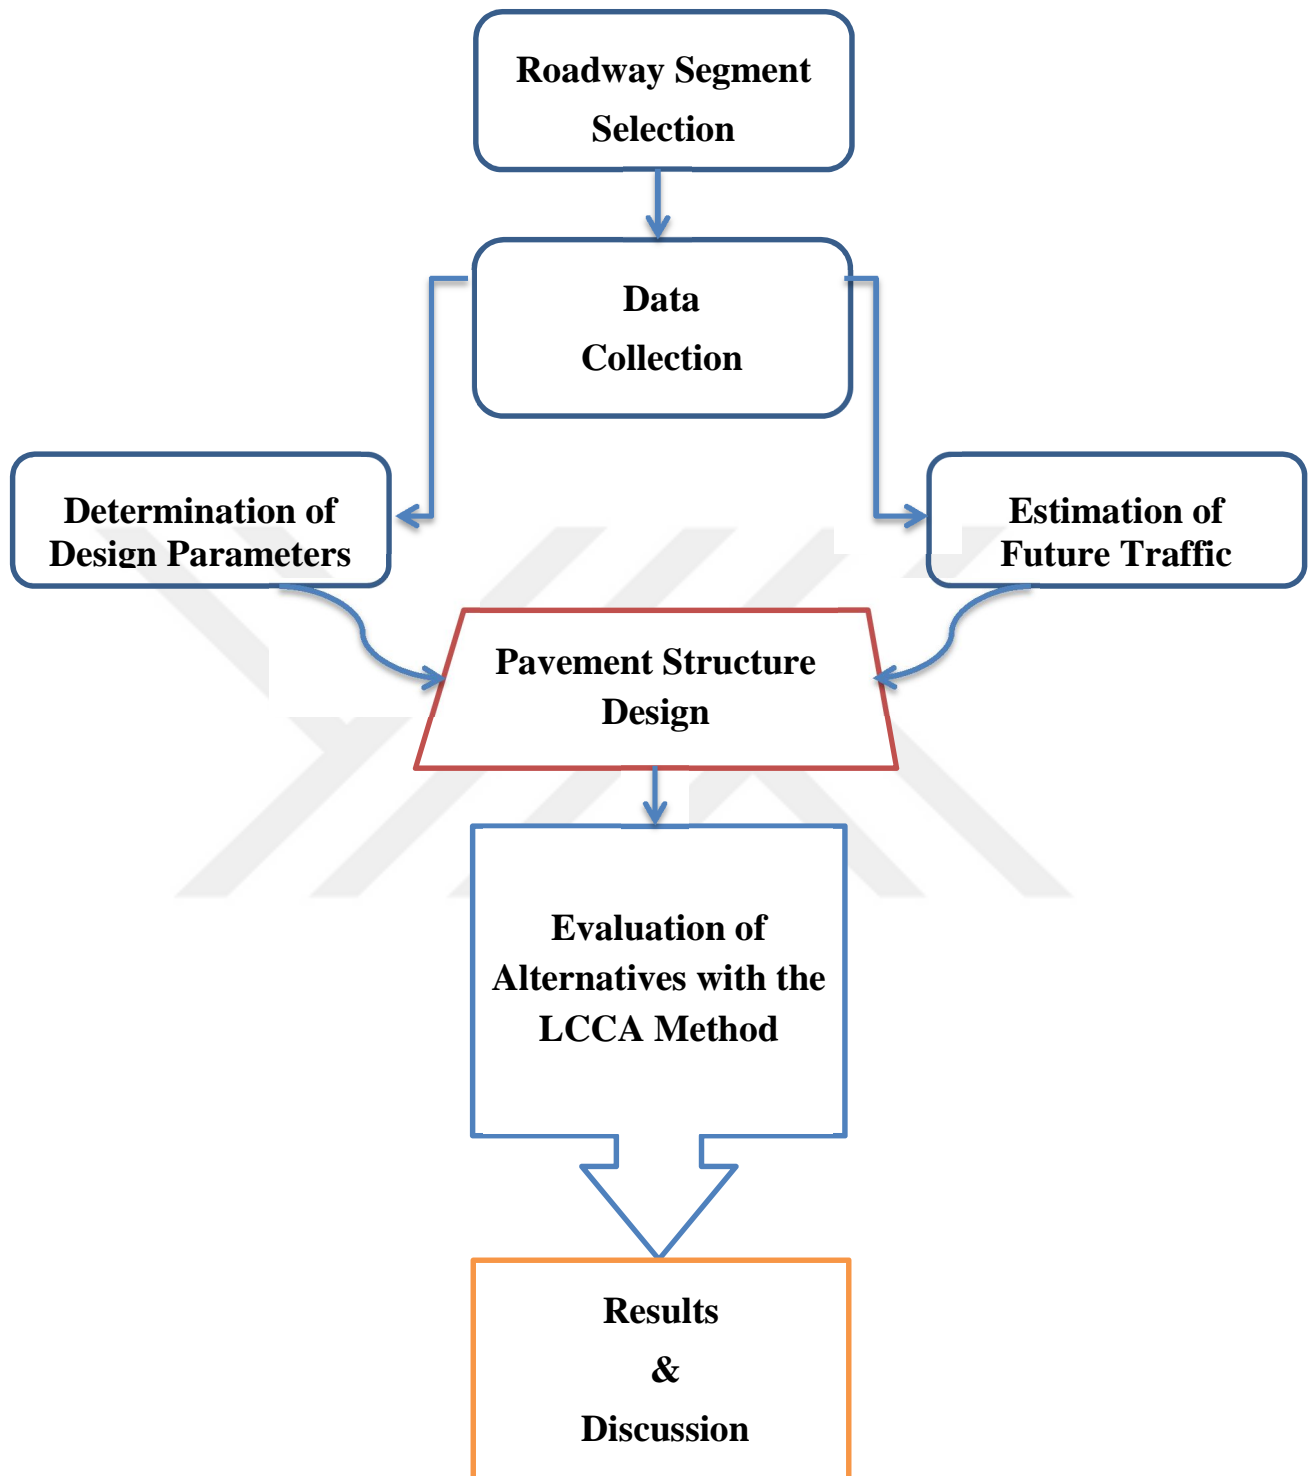 Roadway Segment
Selection
Data
Collection
Determination of
Design Parameters
Estimation of
Future Traffic
Pavement Structure
Design
Evaluation of
Alternatives with the
LCCA Method
Results
&
Discussion